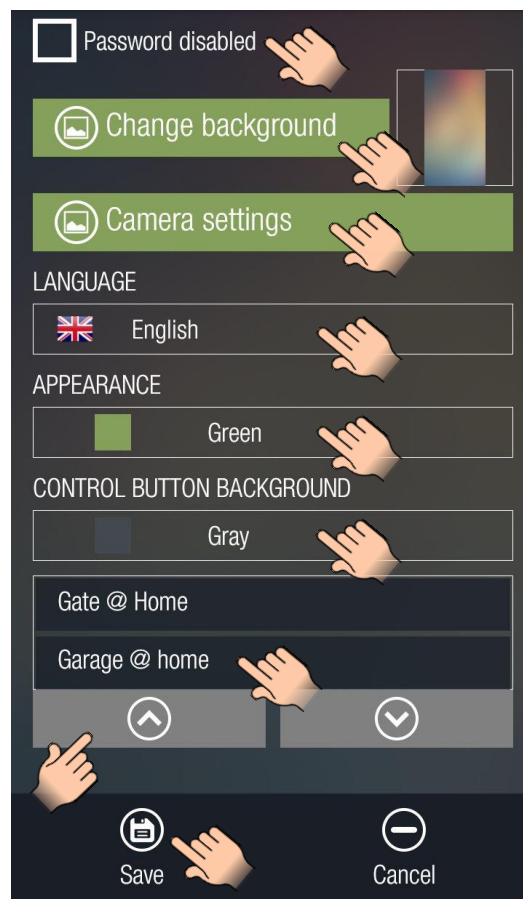 Password disabled
Change background
Camera settings
LANGUAGE
English
APPEARANCE
Green
CONTROL BUTTON BACKGROUND
Gray
Gate @ Home
Garage @ home
Save
Cancel